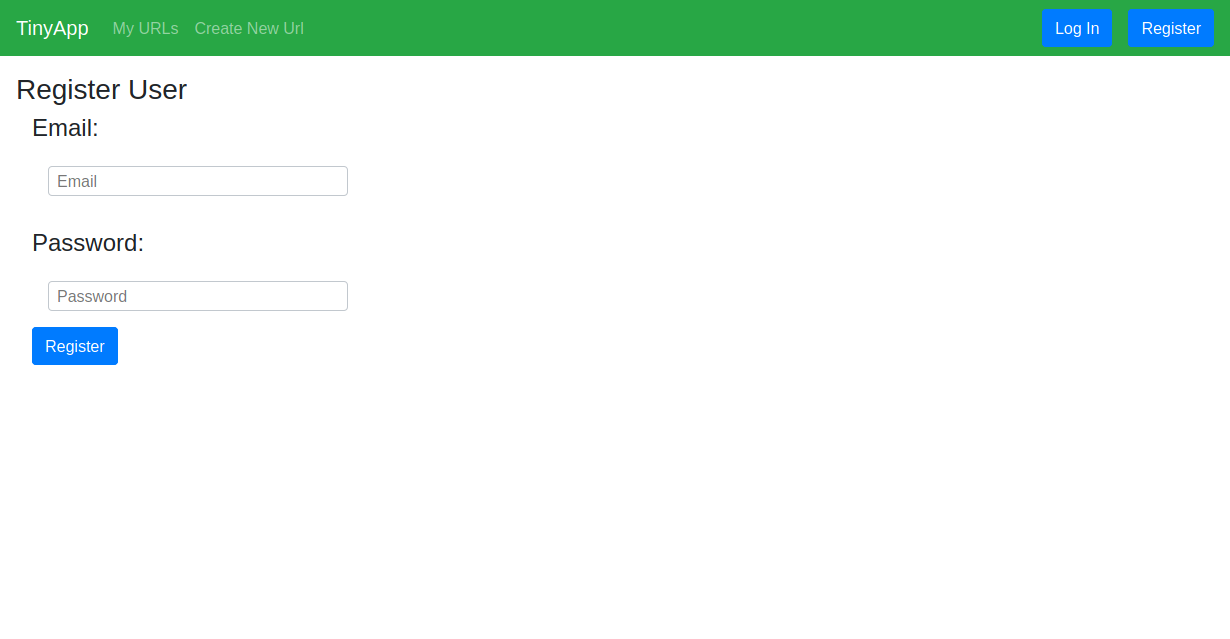 TinyApp My URLs Create New Url Log In Register
Register User
Email:
Email
Password:
Password
Register